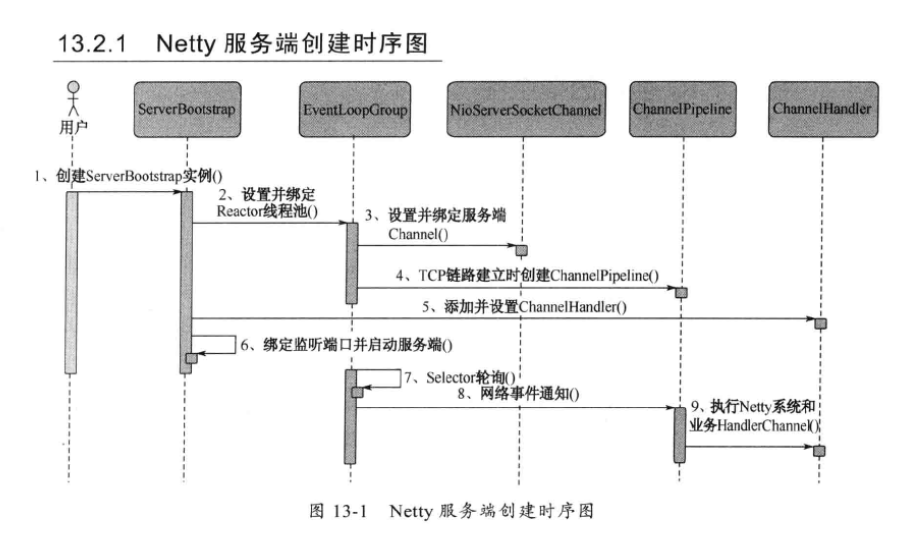 13.2.1 Netty 服务端创建时序图
用户
ServerBootstrap
EventLoopGroup
NioServerSocketChannel
ChannelPipeline
ChannelHandler
1、创建ServerBootstrap实例()
2、设置并绑定
Reactor线程池()
3、设置并绑定服务端
Channel()
4、TCP链路建立时创建ChannelPipeline()
5、添加并设置ChannelHandler()
6、绑定监听端口并启动服务端()
7、Selector轮询()
8、网络事件通知()
9、执行Netty系统和
业务HandlerChannel()
图 13-1 Netty 服务端创建时序图